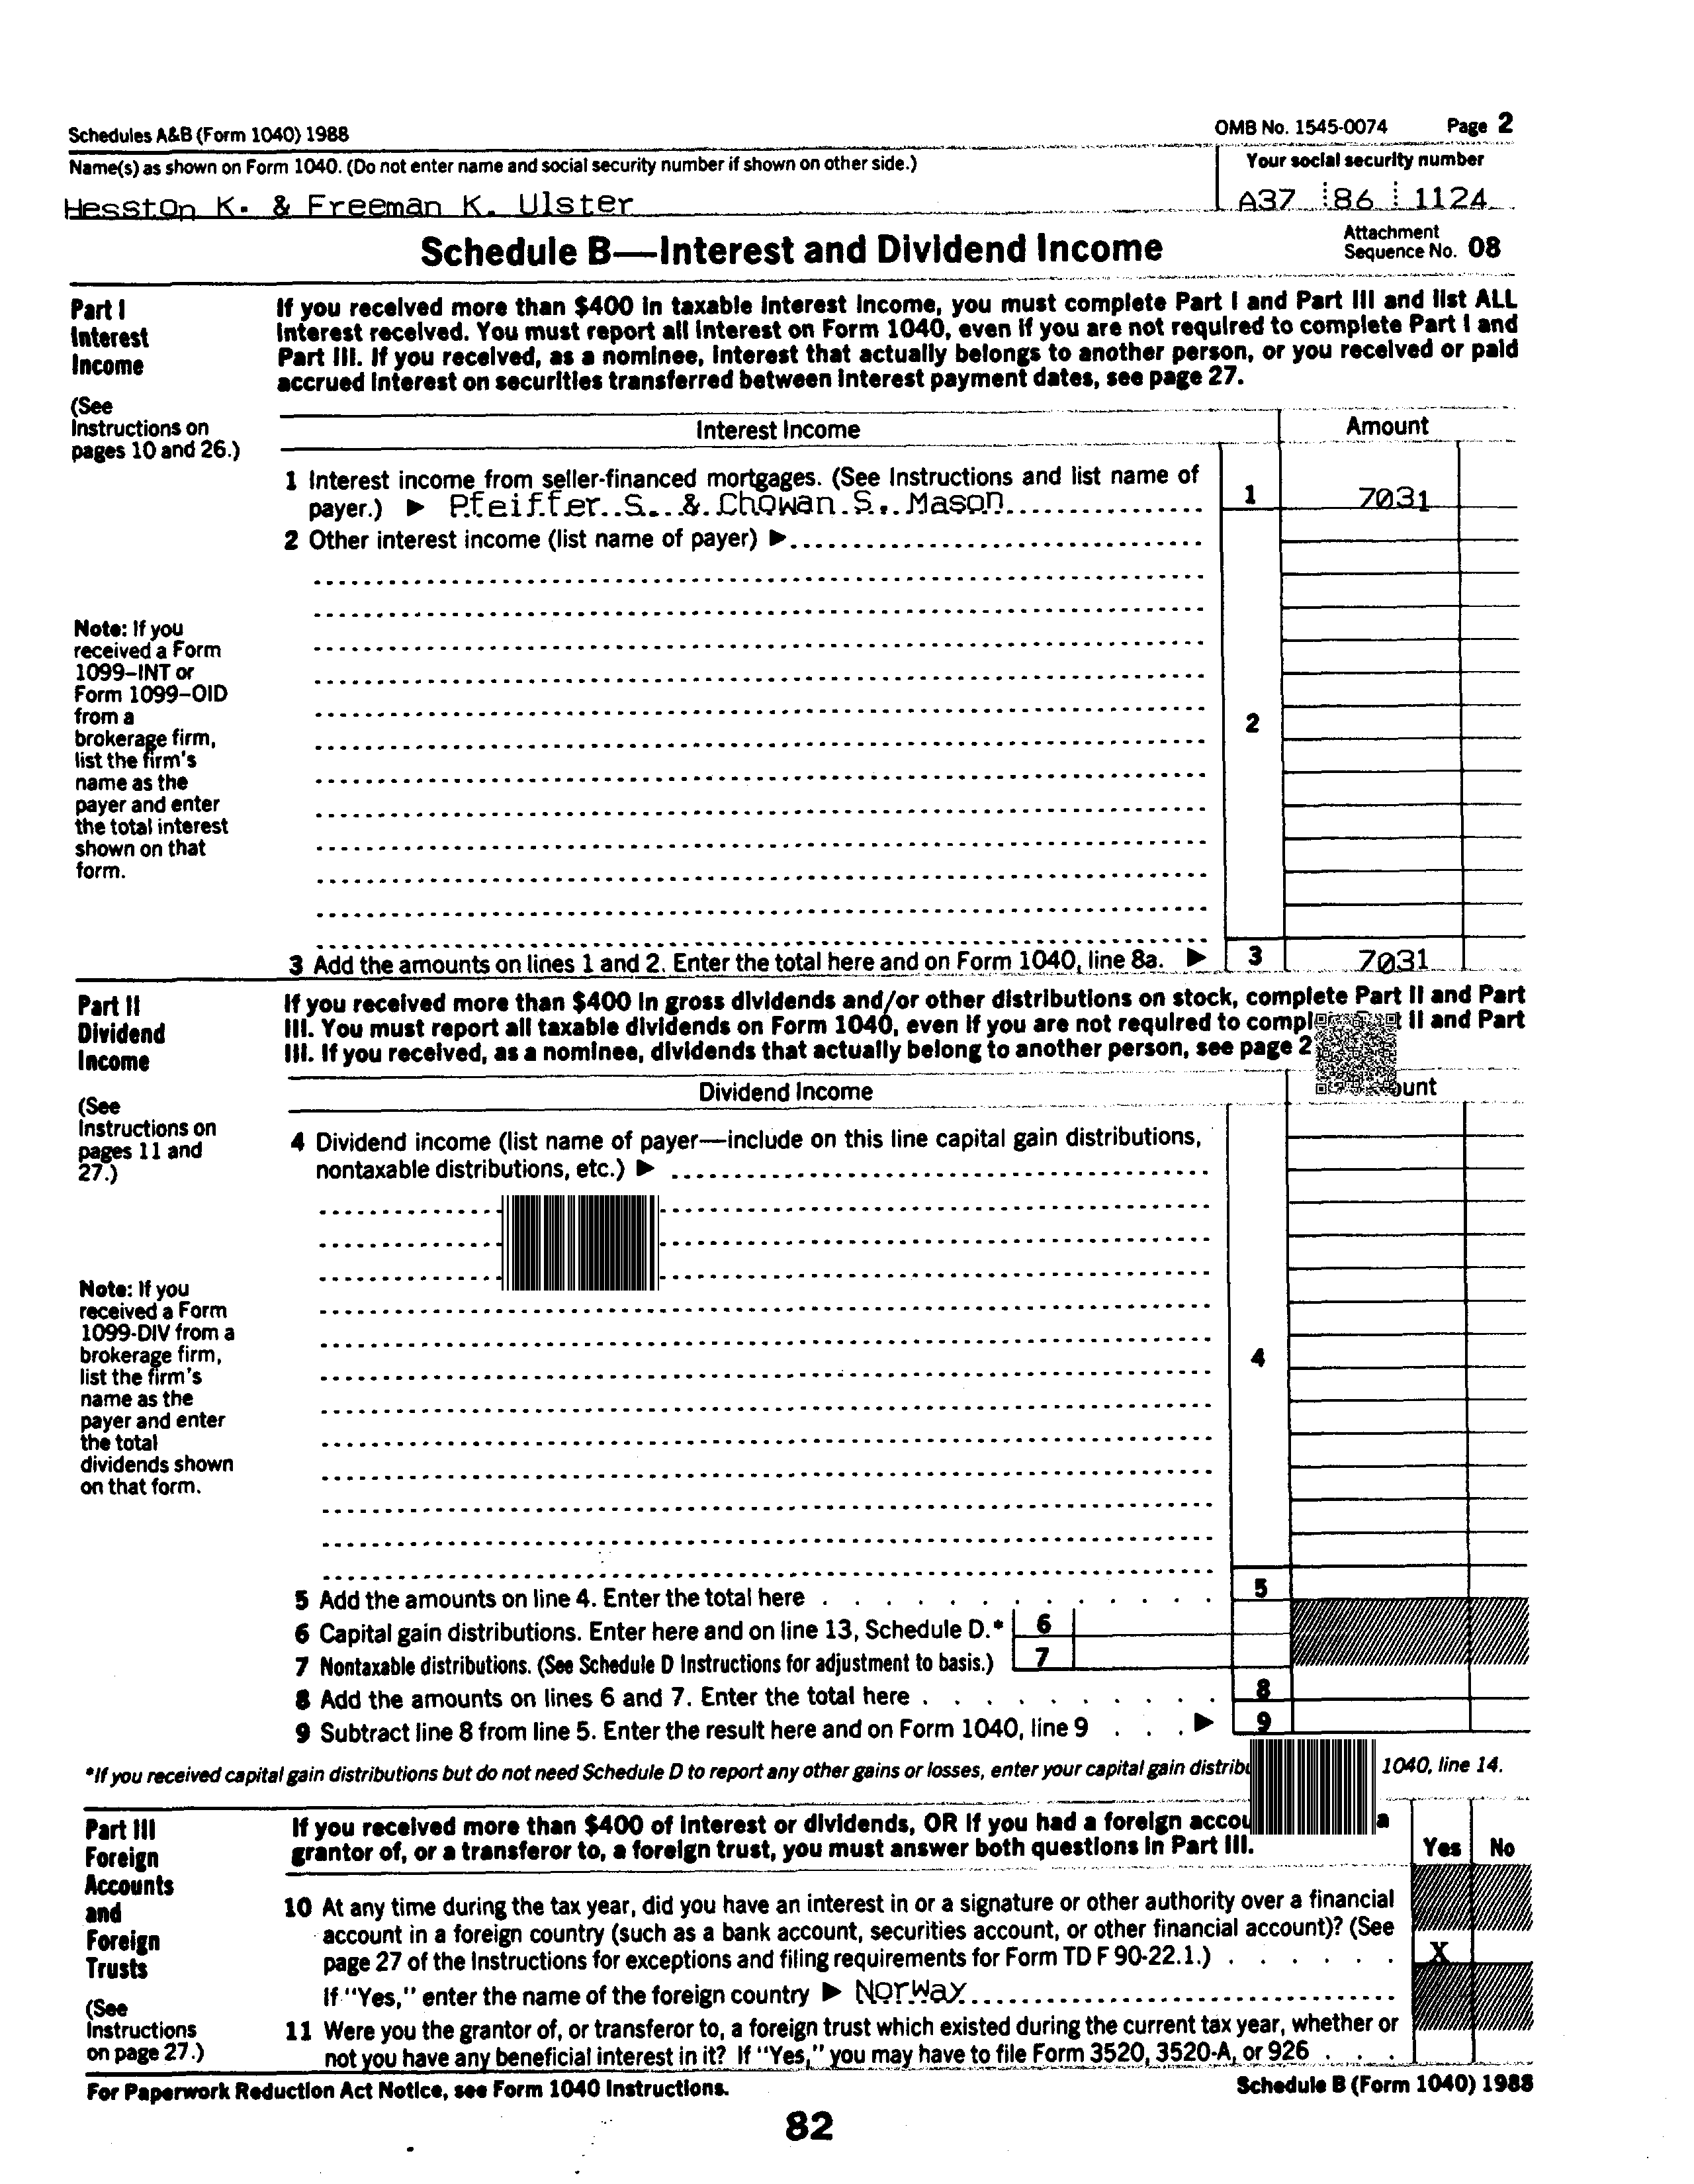 Schedules A&B (Form 1040) 1988
OMB No. 1545-0074 Page 2
Name(s) as shown on Form 1040. (Do not enter name and social security number if shown on other side.)
Your social security number
Hesston K. & Freeman K. Ulster
A37 86 1124
Schedule B—Interest and Dividend Income
Attachment
Sequence No. 08
Part I
Interest
Income
(See
Instructions on
pages 10 and 26.)
If you received more than $400 in taxable interest income, you must complete Part I and Part III and list ALL
interest received. You must report all interest on Form 1040, even if you are not required to complete Part I and
Part III. If you received, as a nominee, interest that actually belongs to another person, or you received or paid
accrued interest on securities transferred between interest payment dates, see page 27.
Interest Income
Amount
1 Interest income from seller-financed mortgages. (See Instructions and list name of
payer.) ▶ Pfeiffer S. & Chowan S. Mason
1 7031
2 Other interest income (list name of payer) ▶
Note: If you
received a Form
1099–INT or
Form 1099–OID
from a
brokerage firm,
list the firm's
name as the
payer and enter
the total interest
shown on that
form.
2
3 Add the amounts on lines 1 and 2. Enter the total here and on Form 1040, line 8a. ▶ 3 7031
Part II
Dividend
Income
(See
Instructions on
pages 11 and
27.)
If you received more than $400 in gross dividends and/or other distributions on stock, complete Part II and Part
III. You must report all taxable dividends on Form 1040, even if you are not required to compl t II and Part
III. If you received, as a nominee, dividends that actually belong to another person, see page 2
Dividend Income
ount
4 Dividend income (list name of payer—include on this line capital gain distributions,
nontaxable distributions, etc.) ▶
Note: If you
received a Form
1099-DIV from a
brokerage firm,
list the firm's
name as the
payer and enter
the total
dividends shown
on that form.
4
5 Add the amounts on line 4. Enter the total here . . . 5
6 Capital gain distributions. Enter here and on line 13, Schedule D.* 6
7 Nontaxable distributions. (See Schedule D Instructions for adjustment to basis.) 7
8 Add the amounts on lines 6 and 7. Enter the total here . . . 8
9 Subtract line 8 from line 5. Enter the result here and on Form 1040, line 9 . . . ▶ 9
*If you received capital gain distributions but do not need Schedule D to report any other gains or losses, enter your capital gain distrib 1040, line 14.
Part III
Foreign
Accounts
and
Foreign
Trusts
(See
Instructions
on page 27.)
If you received more than $400 of interest or dividends, OR if you had a foreign accou a
grantor of, or a transferor to, a foreign trust, you must answer both questions in Part III.
Yes No
10 At any time during the tax year, did you have an interest in or a signature or other authority over a financial
account in a foreign country (such as a bank account, securities account, or other financial account)? (See
page 27 of the Instructions for exceptions and filing requirements for Form TD F 90-22.1.) . . . . . . X
If "Yes," enter the name of the foreign country ▶ Norway
11 Were you the grantor of, or transferor to, a foreign trust which existed during the current tax year, whether or
not you have any beneficial interest in it? If "Yes," you may have to file Form 3520, 3520-A, or 926 . . .
For Paperwork Reduction Act Notice, see Form 1040 Instructions.
Schedule B (Form 1040) 1988
82